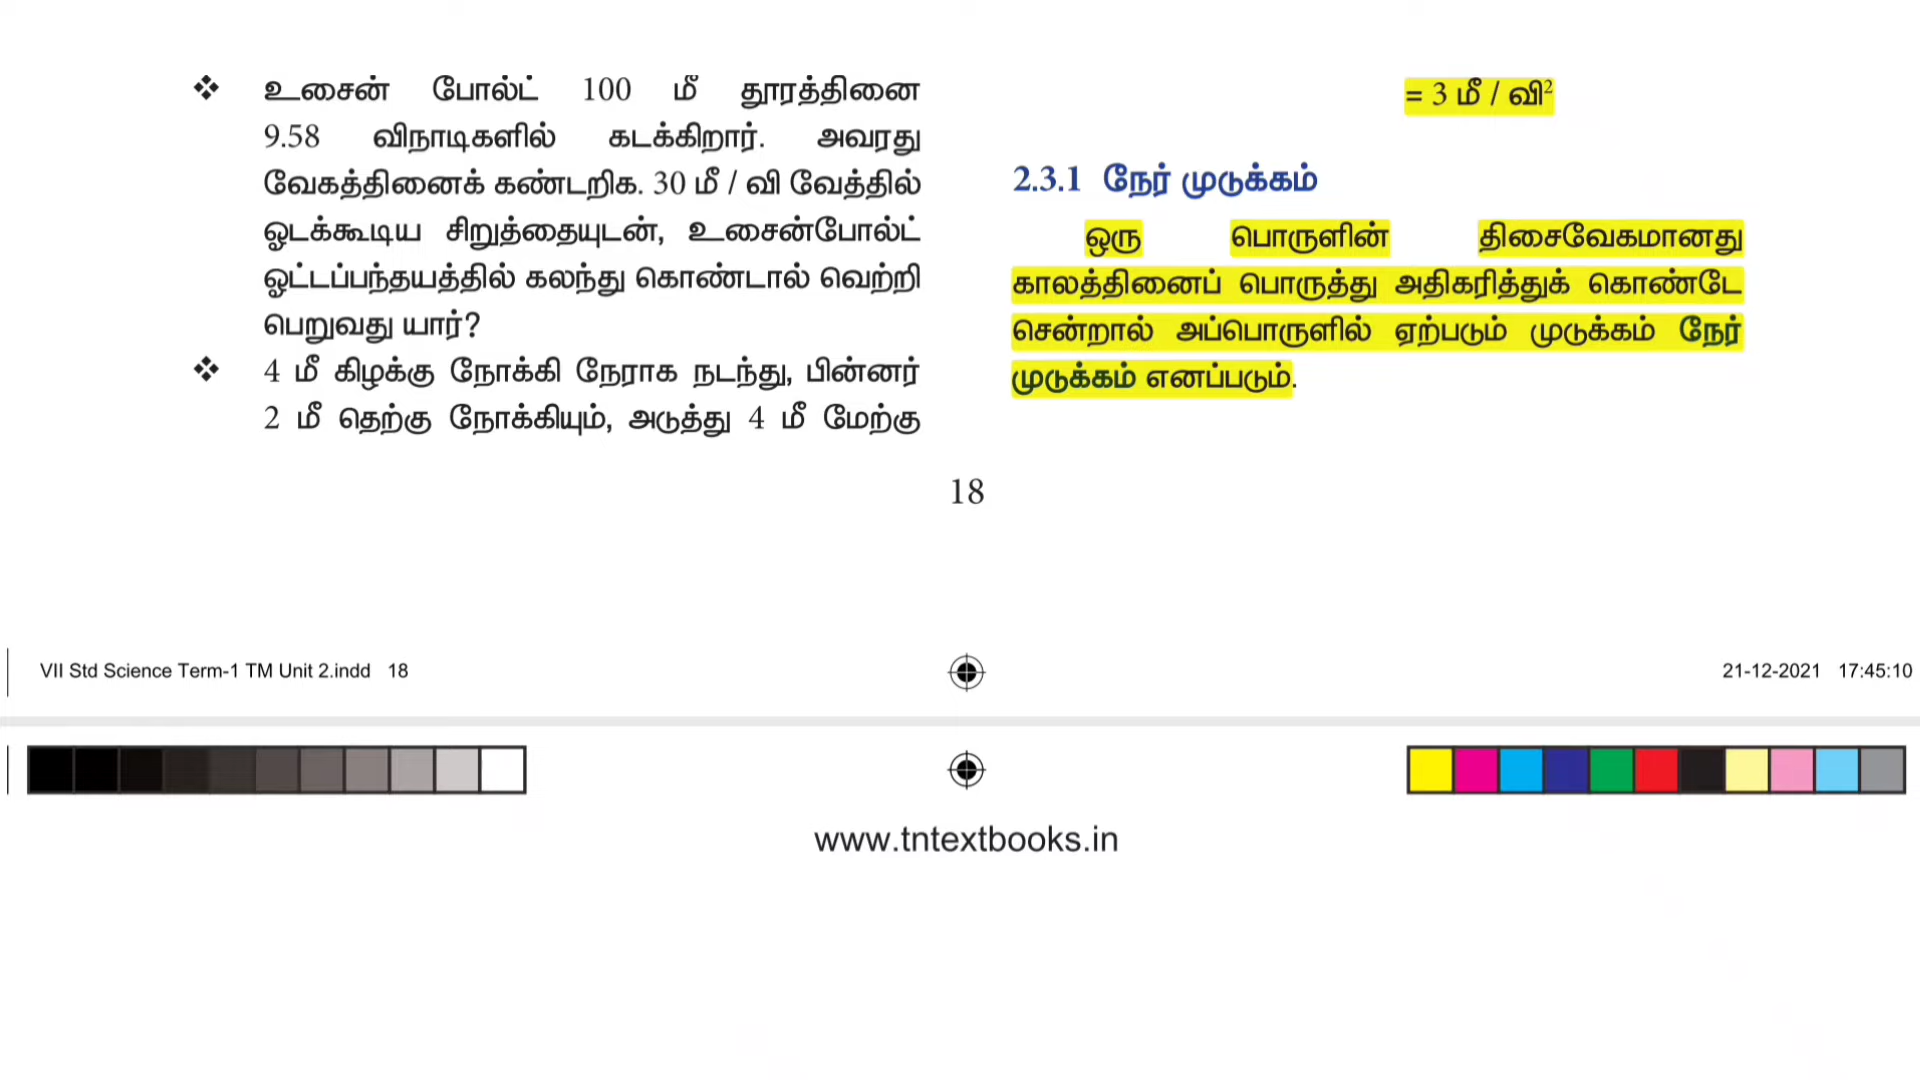 ❖ உசைன் போல்ட் 100 மீ தூரத்தினை
9.58 விநாடிகளில் கடக்கிறார். அவரது
வேகத்தினைக் கண்டறிக. 30 மீ / வி வேத்தில்
ஓடக்கூடிய சிறுத்தையுடன், உசைன்போல்ட்
ஓட்டப்பந்தயத்தில் கலந்து கொண்டால் வெற்றி
பெறுவது யார்?
❖ 4 மீ கிழக்கு நோக்கி நேராக நடந்து, பின்னர்
2 மீ தெற்கு நோக்கியும், அடுத்து 4 மீ மேற்கு
= 3 மீ / வி²
2.3.1 நேர் முடுக்கம்
ஒரு பொருளின் திசைவேகமானது
காலத்தினைப் பொருத்து அதிகரித்துக் கொண்டே
சென்றால் அப்பொருளில் ஏற்படும் முடுக்கம் நேர்
முடுக்கம் எனப்படும்.
18
VII Std Science Term-1 TM Unit 2.indd 18
21-12-2021 17:45:10
www.tntextbooks.in